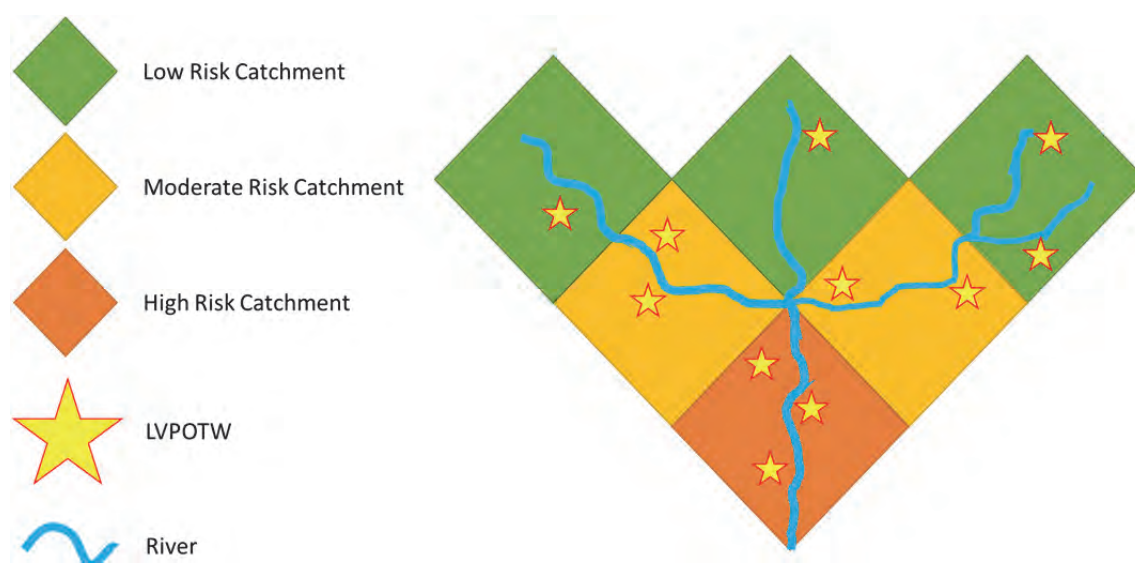 Low Risk Catchment
Moderate Risk Catchment
High Risk Catchment
LVPOTW
River